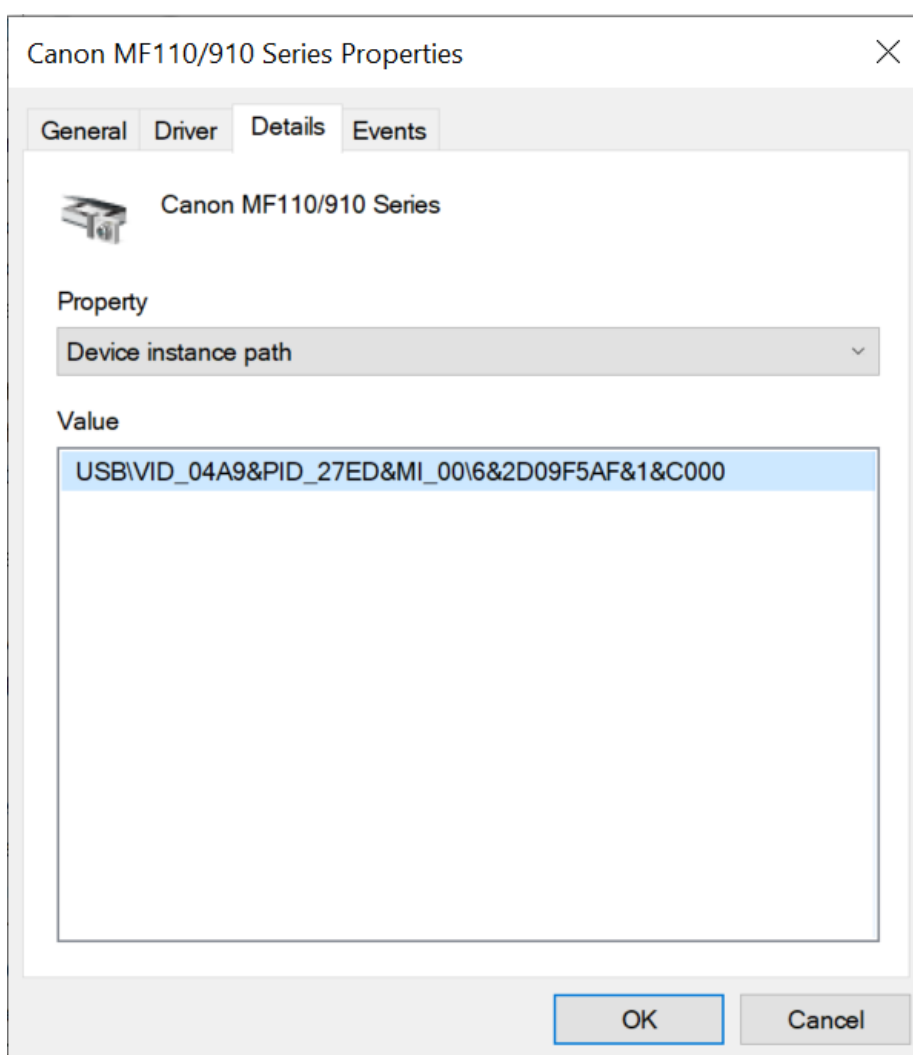 Canon MF110/910 Series Properties
General Driver Details Events
Canon MF110/910 Series
Property
Device instance path
Value
USB\VID_04A9&PID_27ED&MI_00\6&2D09F5AF&1&C000
OK Cancel